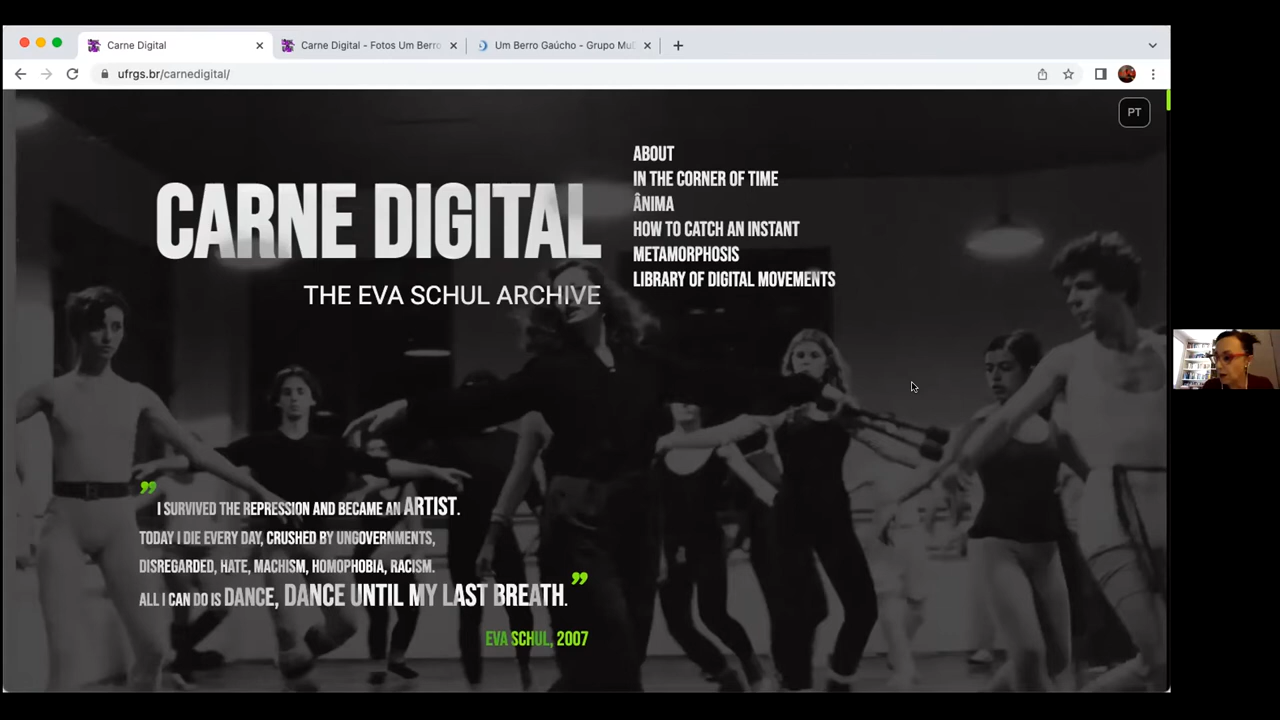 Carne Digital
Carne Digital - Fotos Um Berro
Um Berro Gaúcho - Grupo Mu
ufrgs.br/carnedigital/
PT
CARNE DIGITAL
THE EVA SCHUL ARCHIVE
ABOUT
IN THE CORNER OF TIME
ÂNIMA
HOW TO CATCH AN INSTANT
METAMORPHOSIS
LIBRARY OF DIGITAL MOVEMENTS
” I SURVIVED THE REPRESSION AND BECAME AN ARTIST.
TODAY I DIE EVERY DAY, CRUSHED BY UNGOVERNMENTS,
DISREGARDED, HATE, MACHISM, HOMOPHOBIA, RACISM.
ALL I CAN DO IS DANCE, DANCE UNTIL MY LAST BREATH.”
EVA SCHUL, 2007